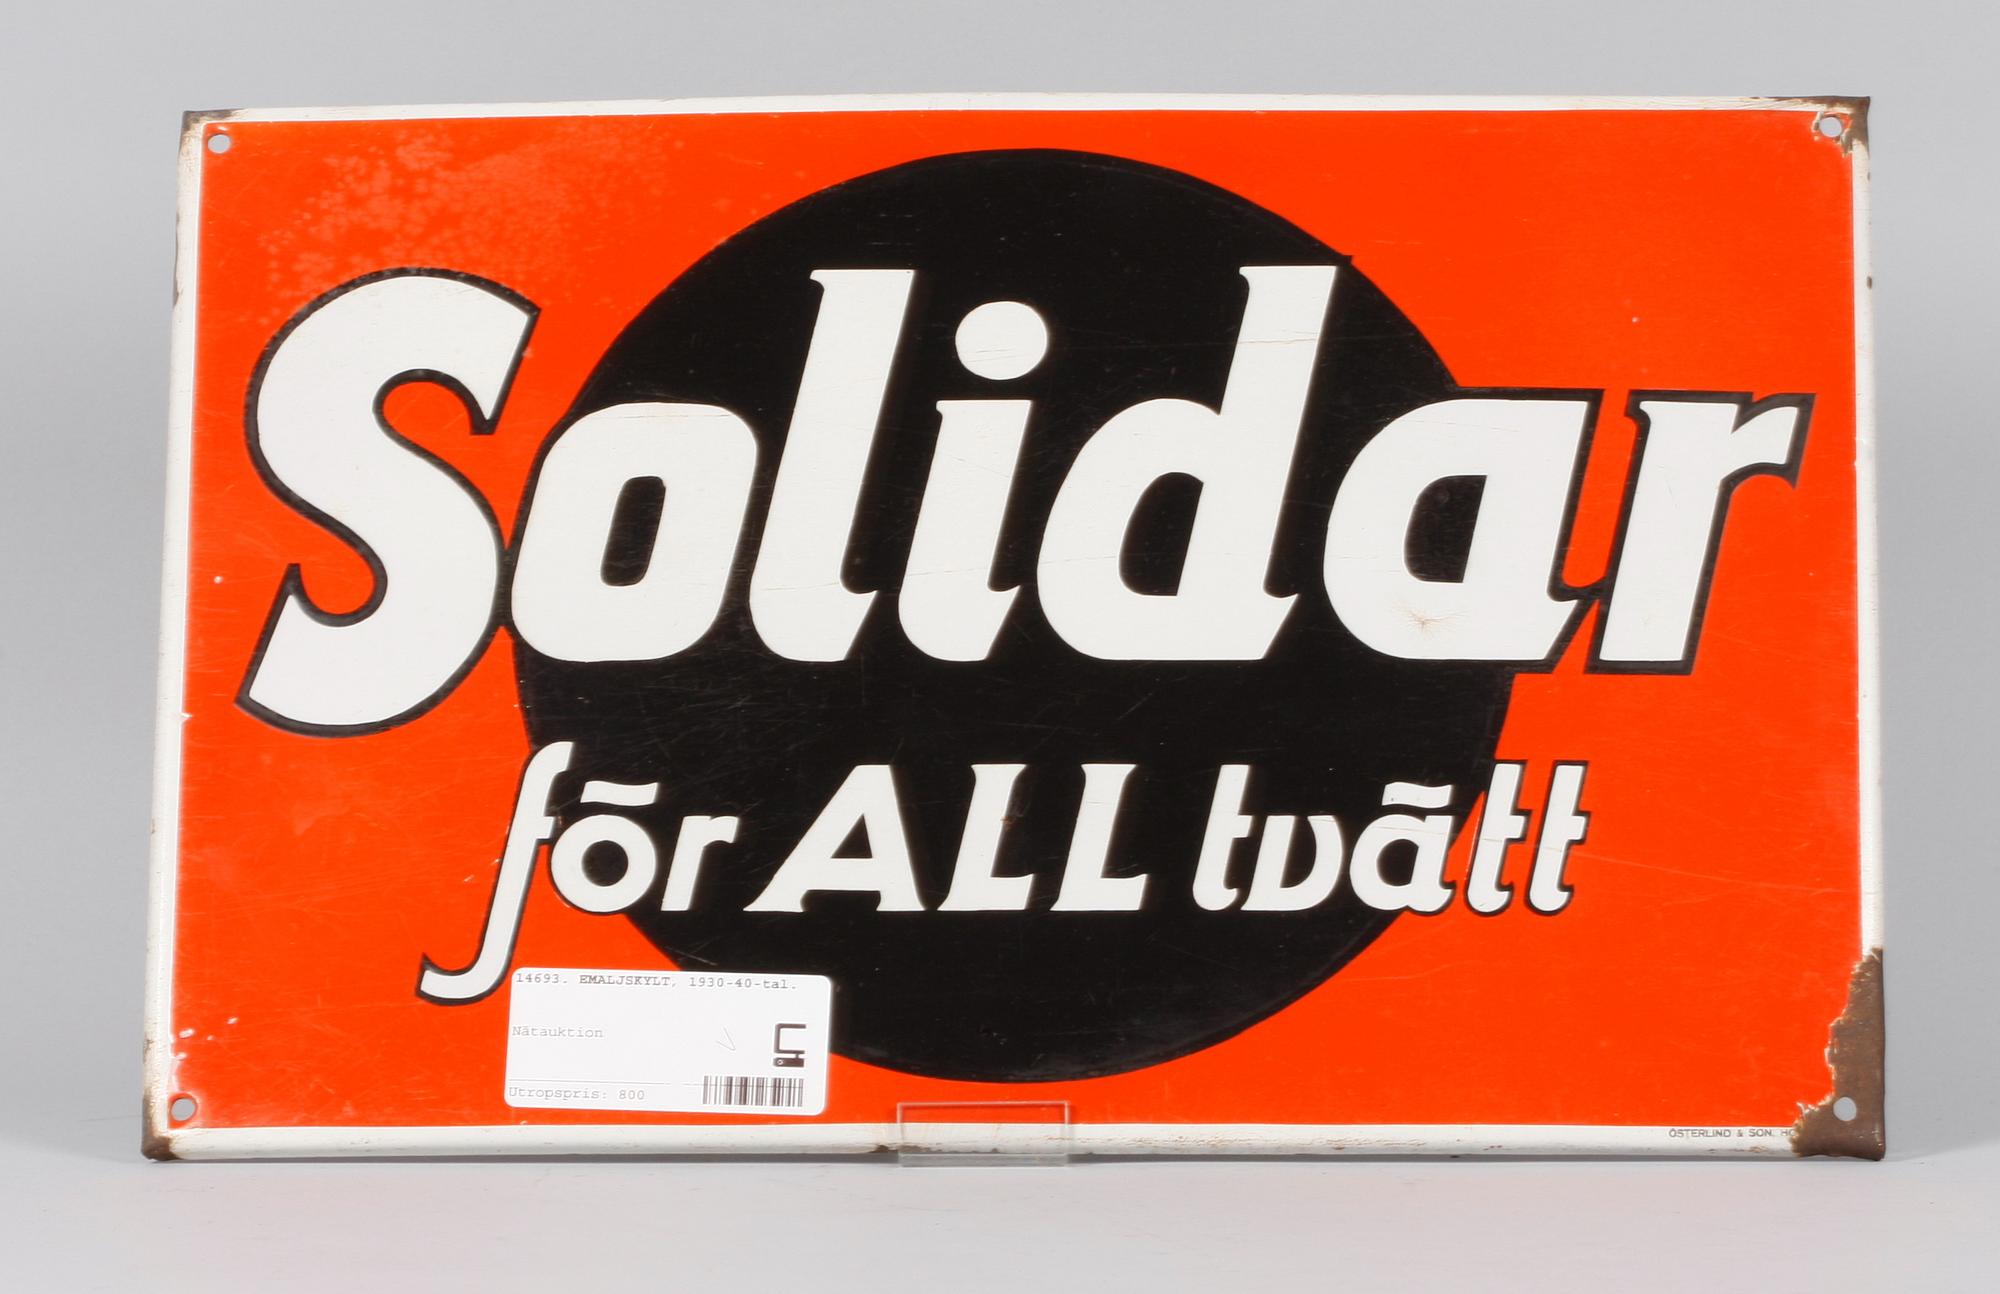 Solidar
för ALL tvätt
14693. EMALJSKYLT, 1930-40-tal.
Nätauktion
Utropspris: 800
ÖSTERLIND & SON.